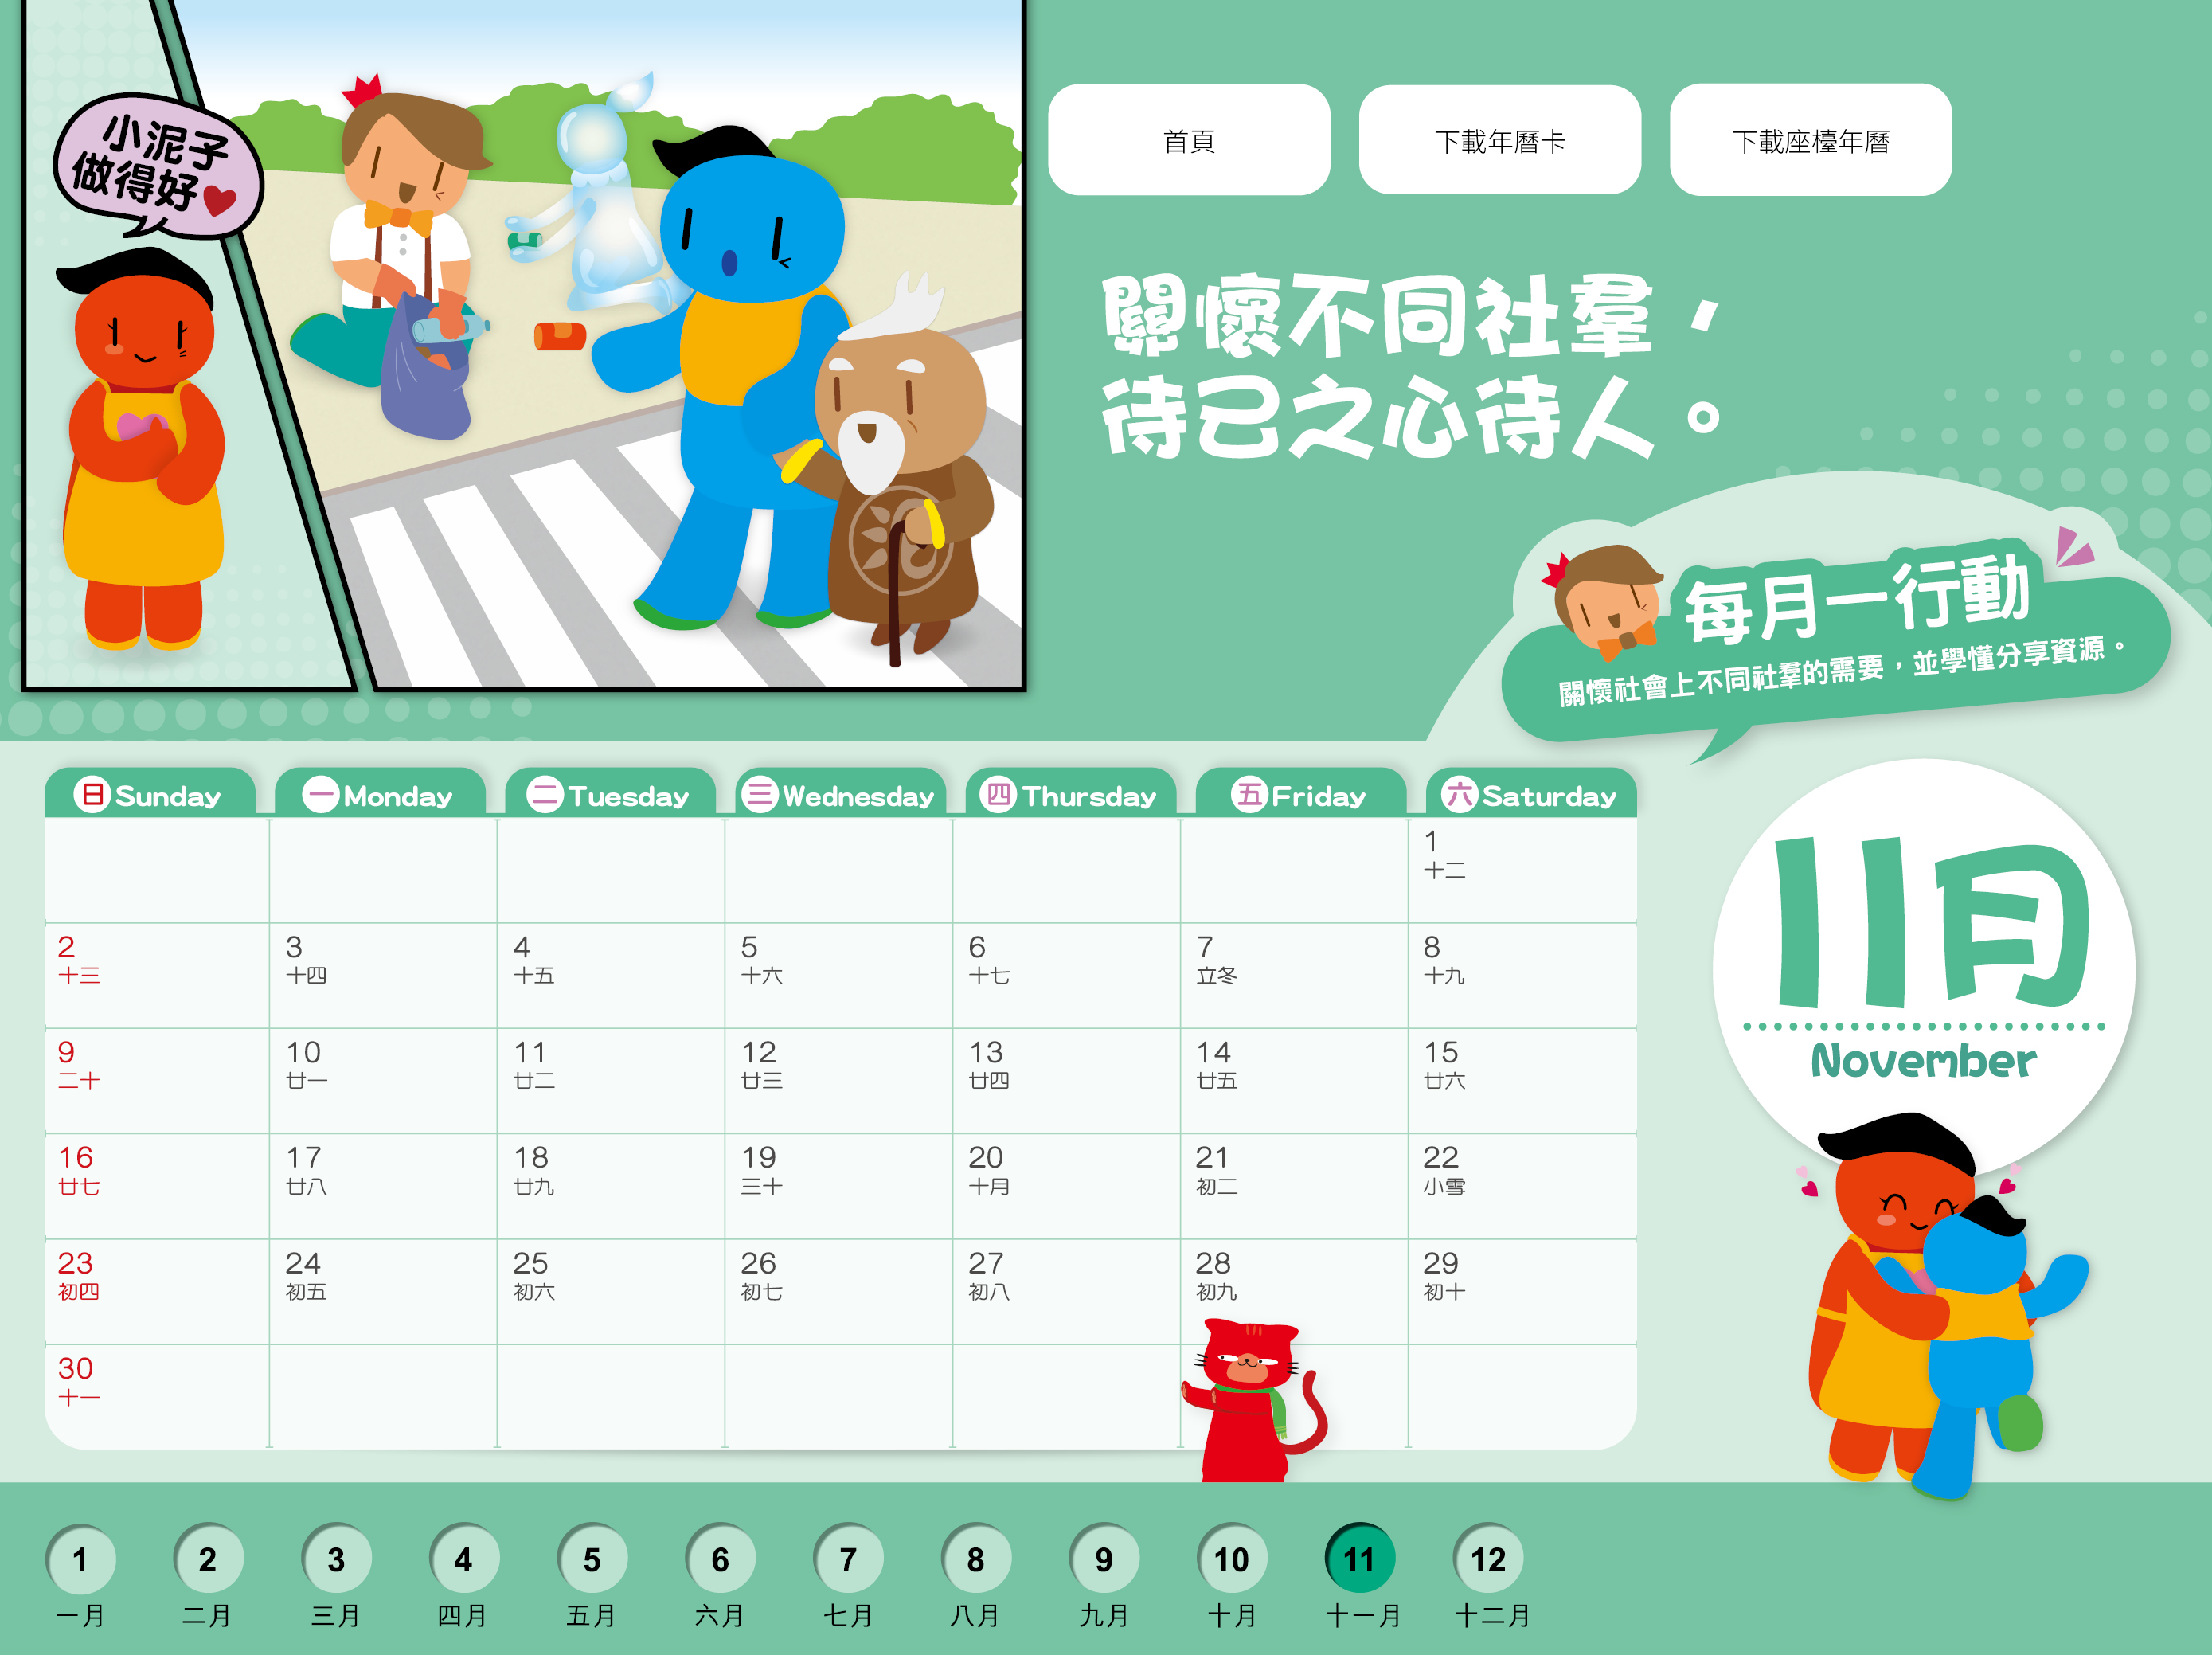 小泥子
做得好
首頁
下載年曆卡
下載座檯年曆
關懷不同社羣，
待己之心待人。
每月一行動
關懷社會上不同社羣的需要，並學懂分享資源。
日 Sunday 一 Monday 二 Tuesday 三 Wednesday 四 Thursday 五 Friday 六 Saturday
1
十二
2 3 4 5 6 7 8
十三 十四 十五 十六 十七 立冬 十九
9 10 11 12 13 14 15
二十 廿一 廿二 廿三 廿四 廿五 廿六
16 17 18 19 20 21 22
廿七 廿八 廿九 三十 十月 初二 小雪
23 24 25 26 27 28 29
初四 初五 初六 初七 初八 初九 初十
30
十一
11月
November
1 2 3 4 5 6 7 8 9 10 11 12
一月 二月 三月 四月 五月 六月 七月 八月 九月 十月 十一月 十二月